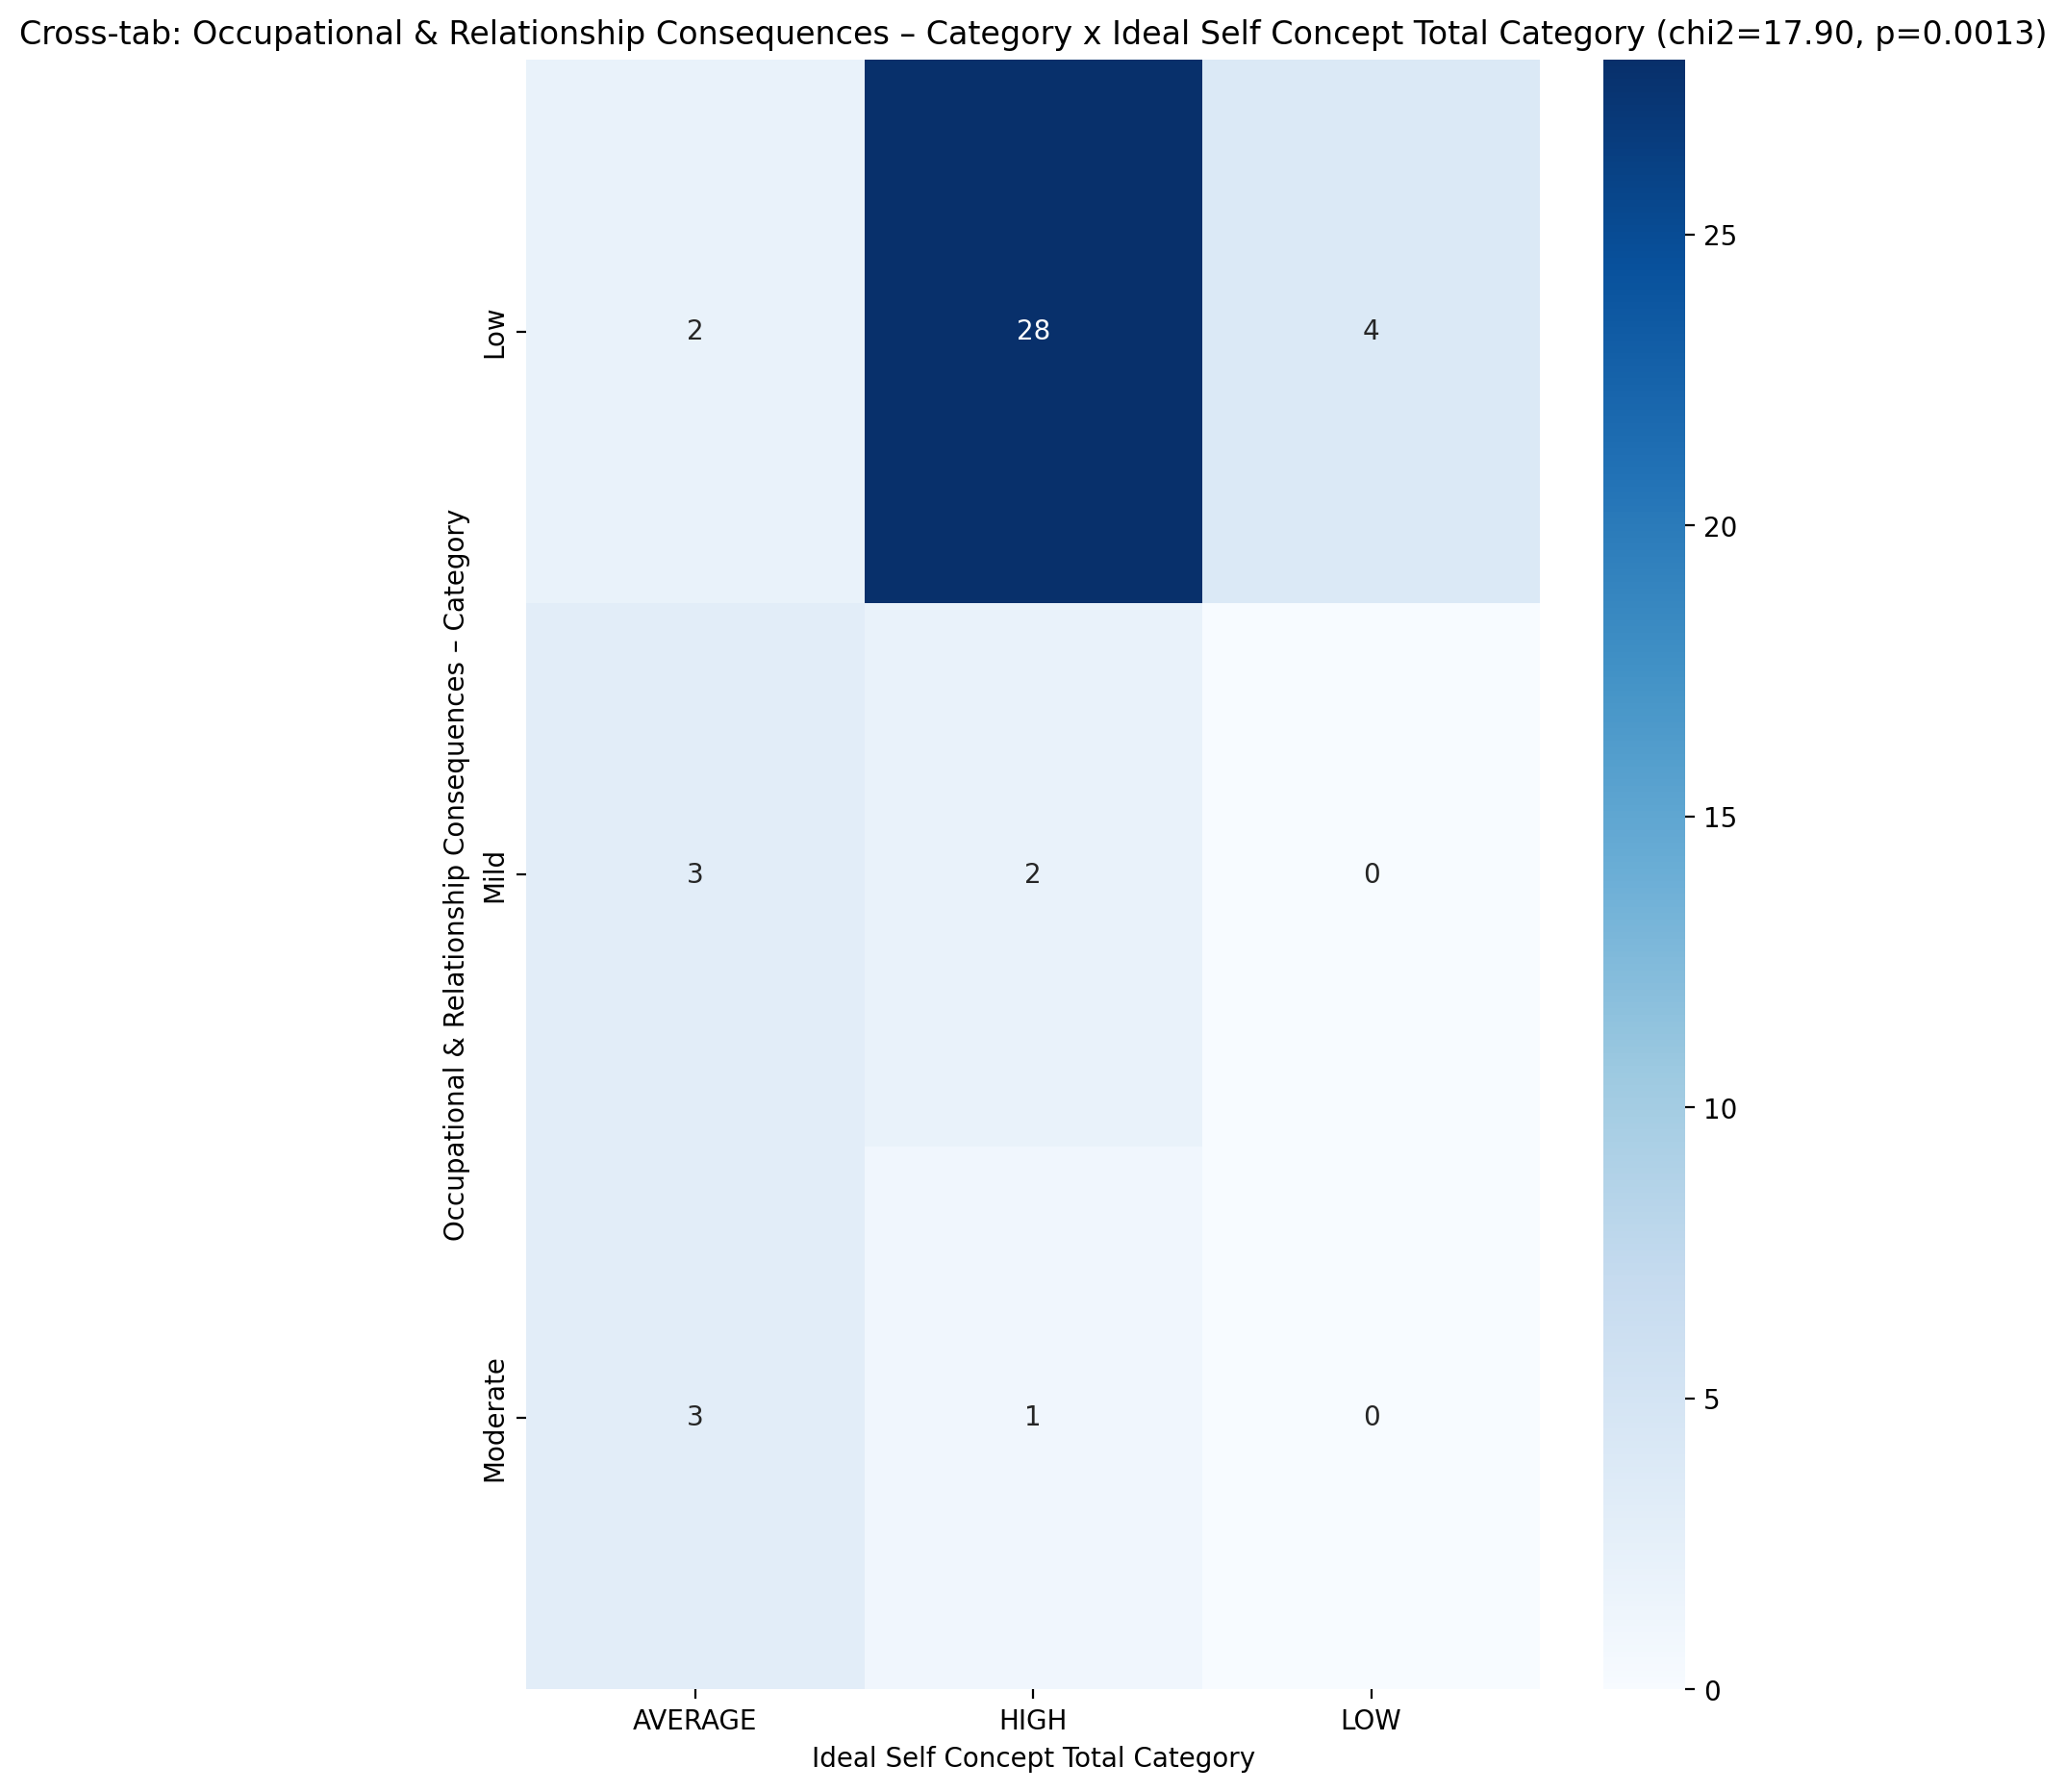 Cross-tab: Occupational & Relationship Consequences – Category x Ideal Self Concept Total Category (chi2=17.90, p=0.0013)
Occupational & Relationship Consequences – Category
Low
2
28
4
Mild
3
2
0
Moderate
3
1
0
AVERAGE
HIGH
LOW
Ideal Self Concept Total Category
25
20
15
10
5
0